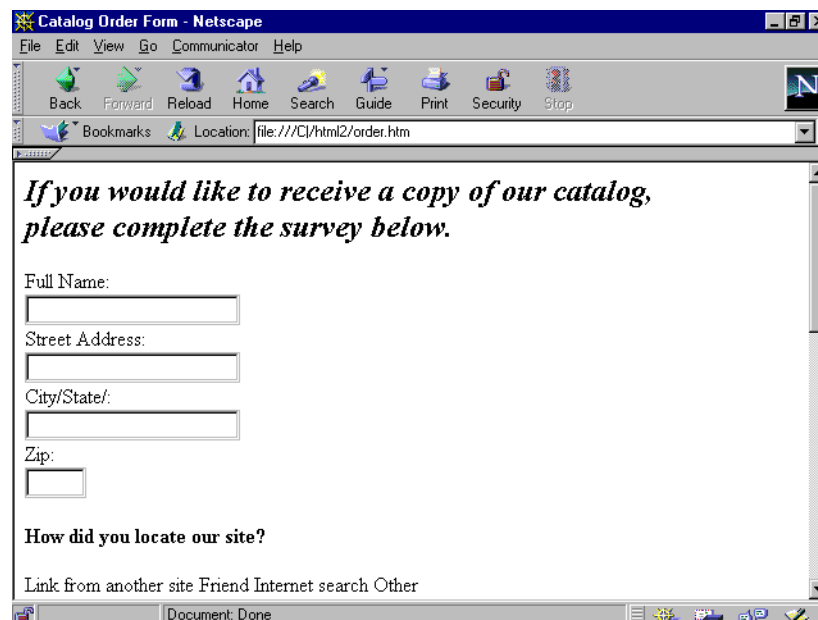 Catalog Order Form - Netscape
File Edit View Go Communicator Help
Back Forward Reload Home Search Guide Print Security Stop
N
Bookmarks Location: file:///C|/html2/order.htm
If you would like to receive a copy of our catalog,
please complete the survey below.
Full Name:
Street Address:
City/State/:
Zip:
How did you locate our site?
Link from another site Friend Internet search Other
Document: Done